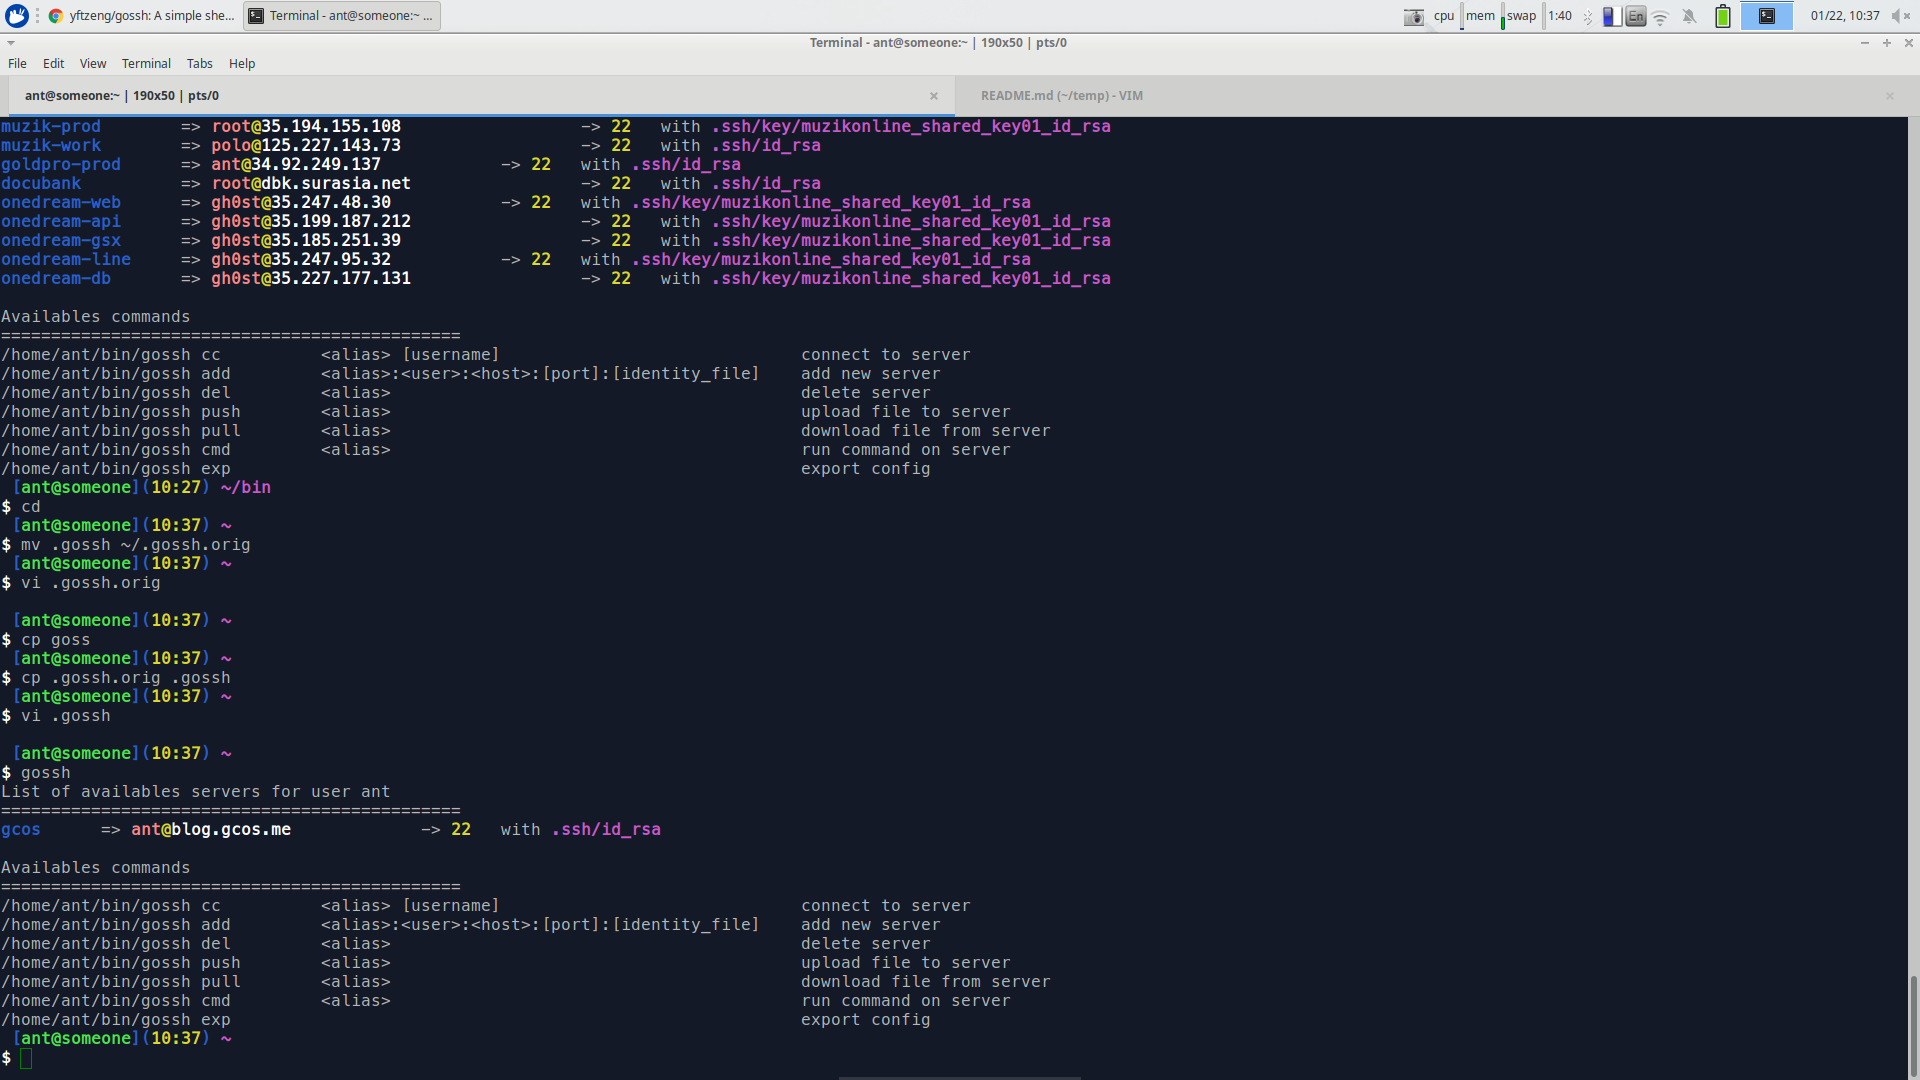 yftzeng/gossh: A simple she... Terminal - ant@someone:~ ... cpu mem swap 1:40 En 01/22, 10:37
Terminal - ant@someone:~ | 190x50 | pts/0
File Edit View Terminal Tabs Help
ant@someone:~ | 190x50 | pts/0 README.md (~/temp) - VIM
muzik-prod => root@35.194.155.108 -> 22 with .ssh/key/muzikonline_shared_key01_id_rsa
muzik-work => polo@125.227.143.73 -> 22 with .ssh/id_rsa
goldpro-prod => ant@34.92.249.137 -> 22 with .ssh/id_rsa
docubank => root@dbk.surasia.net -> 22 with .ssh/id_rsa
onedream-web => gh0st@35.247.48.30 -> 22 with .ssh/key/muzikonline_shared_key01_id_rsa
onedream-api => gh0st@35.199.187.212 -> 22 with .ssh/key/muzikonline_shared_key01_id_rsa
onedream-gsx => gh0st@35.185.251.39 -> 22 with .ssh/key/muzikonline_shared_key01_id_rsa
onedream-line => gh0st@35.247.95.32 -> 22 with .ssh/key/muzikonline_shared_key01_id_rsa
onedream-db => gh0st@35.227.177.131 -> 22 with .ssh/key/muzikonline_shared_key01_id_rsa
Availables commands
==============================================
/home/ant/bin/gossh cc <alias> [username] connect to server
/home/ant/bin/gossh add <alias>:<user>:<host>:[port]:[identity_file] add new server
/home/ant/bin/gossh del <alias> delete server
/home/ant/bin/gossh push <alias> upload file to server
/home/ant/bin/gossh pull <alias> download file from server
/home/ant/bin/gossh cmd <alias> run command on server
/home/ant/bin/gossh exp export config
[ant@someone](10:27) ~/bin
$ cd
[ant@someone](10:37) ~
$ mv .gossh ~/.gossh.orig
[ant@someone](10:37) ~
$ vi .gossh.orig
[ant@someone](10:37) ~
$ cp goss
[ant@someone](10:37) ~
$ cp .gossh.orig .gossh
[ant@someone](10:37) ~
$ vi .gossh
[ant@someone](10:37) ~
$ gossh
List of availables servers for user ant
==============================================
gcos => ant@blog.gcos.me -> 22 with .ssh/id_rsa
Availables commands
==============================================
/home/ant/bin/gossh cc <alias> [username] connect to server
/home/ant/bin/gossh add <alias>:<user>:<host>:[port]:[identity_file] add new server
/home/ant/bin/gossh del <alias> delete server
/home/ant/bin/gossh push <alias> upload file to server
/home/ant/bin/gossh pull <alias> download file from server
/home/ant/bin/gossh cmd <alias> run command on server
/home/ant/bin/gossh exp export config
[ant@someone](10:37) ~
$